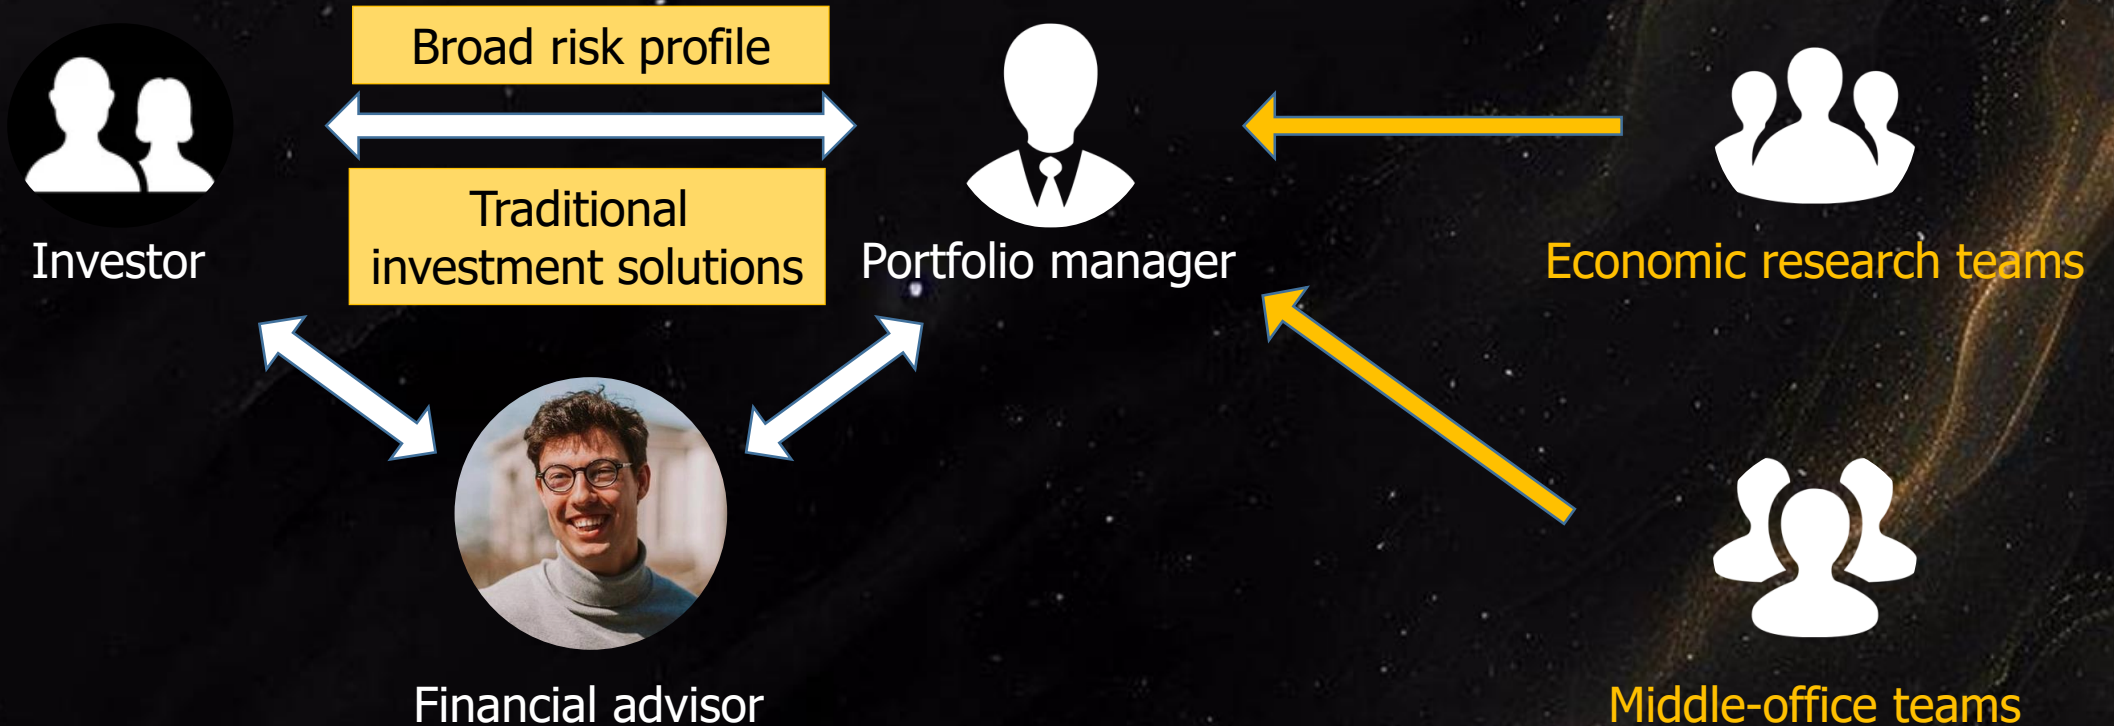 Broad risk profile
Traditional
investment solutions
Investor
Portfolio manager
Economic research teams
Financial advisor
Middle-office teams